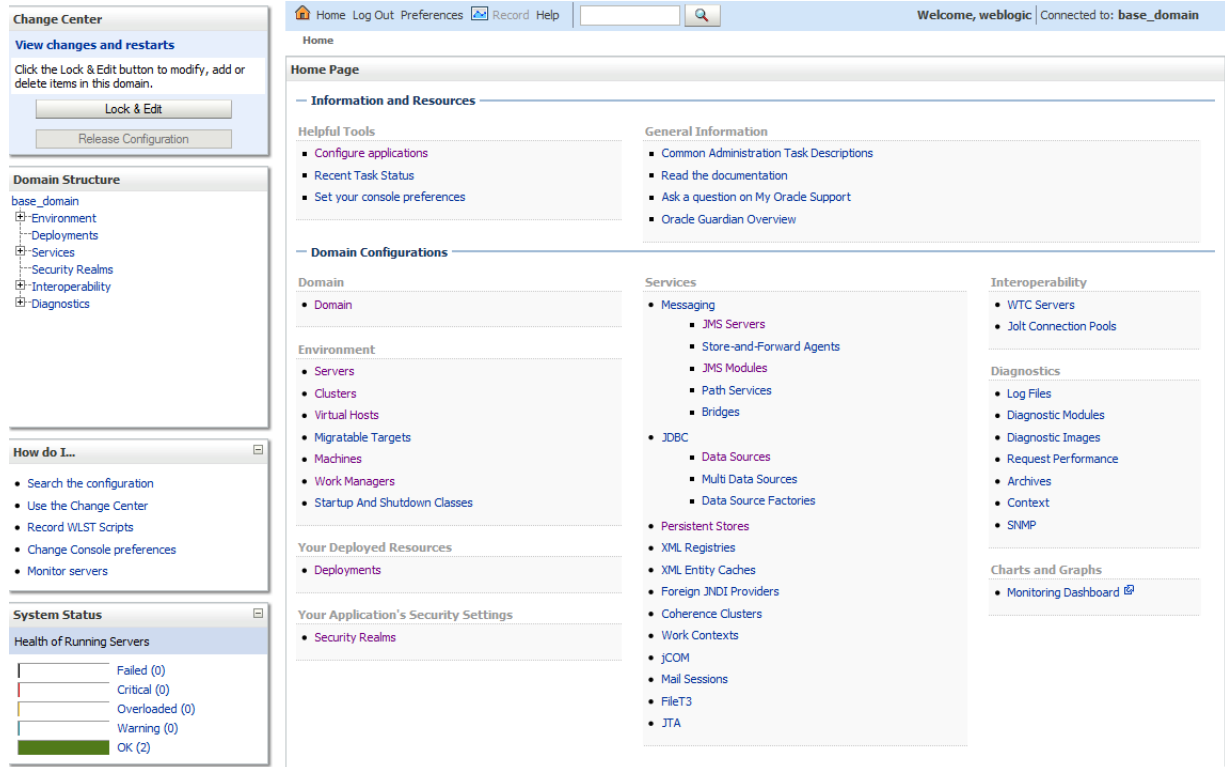 Change Center
View changes and restarts
Click the Lock & Edit button to modify, add or
delete items in this domain.
Lock & Edit
Release Configuration
Domain Structure
base_domain
Environment
Deployments
Services
Security Realms
Interoperability
Diagnostics
How do I...
Search the configuration
Use the Change Center
Record WLST Scripts
Change Console preferences
Monitor servers
System Status
Health of Running Servers
Failed (0)
Critical (0)
Overloaded (0)
Warning (0)
OK (2)
Home Log Out Preferences Record Help
Welcome, weblogic Connected to: base_domain
Home
Home Page
Information and Resources
Helpful Tools
Configure applications
Recent Task Status
Set your console preferences
General Information
Common Administration Task Descriptions
Read the documentation
Ask a question on My Oracle Support
Oracle Guardian Overview
Domain Configurations
Domain
Domain
Environment
Servers
Clusters
Virtual Hosts
Migratable Targets
Machines
Work Managers
Startup And Shutdown Classes
Your Deployed Resources
Deployments
Your Application's Security Settings
Security Realms
Services
Messaging
JMS Servers
Store-and-Forward Agents
JMS Modules
Path Services
Bridges
JDBC
Data Sources
Multi Data Sources
Data Source Factories
Persistent Stores
XML Registries
XML Entity Caches
Foreign JNDI Providers
Coherence Clusters
Work Contexts
jCOM
Mail Sessions
FileT3
JTA
Interoperability
WTC Servers
Jolt Connection Pools
Diagnostics
Log Files
Diagnostic Modules
Diagnostic Images
Request Performance
Archives
Context
SNMP
Charts and Graphs
Monitoring Dashboard